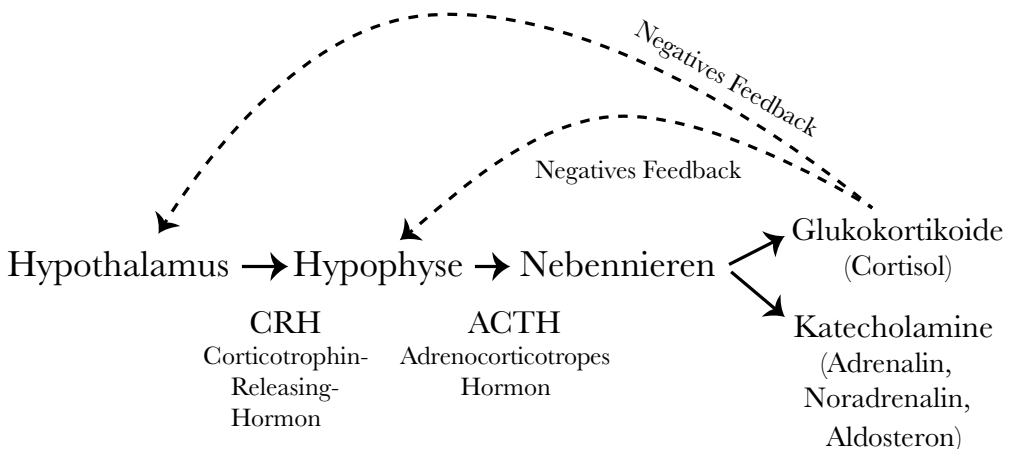 Negatives Feedback
Negatives Feedback
Hypothalamus
Hypophyse
Nebennieren
Glukokortikoide
(Cortisol)
CRH
Corticotrophin-
Releasing-
Hormon
ACTH
Adrenocorticotropes
Hormon
Katecholamine
(Adrenalin,
Noradrenalin,
Aldosteron)